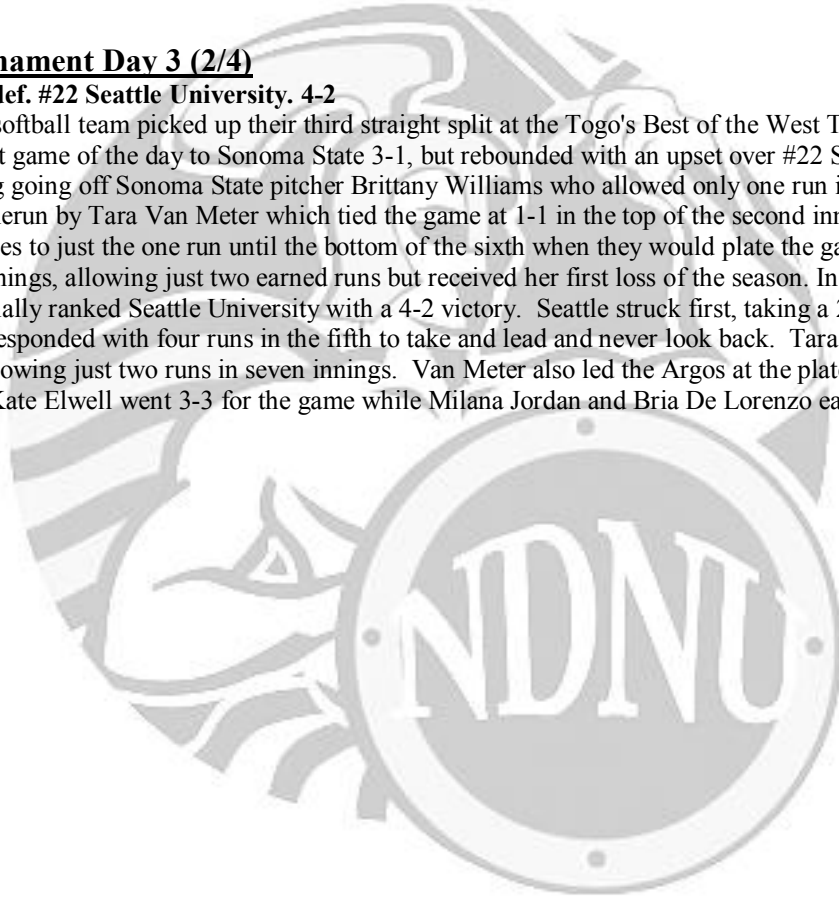 nament Day 3 (2/4)
def. #22 Seattle University. 4-2
softball team picked up their third straight split at the Togo's Best of the West T
t game of the day to Sonoma State 3-1, but rebounded with an upset over #22 S
g going off Sonoma State pitcher Brittany Williams who allowed only one run i
erun by Tara Van Meter which tied the game at 1-1 in the top of the second inn
es to just the one run until the bottom of the sixth when they would plate the ga
nings, allowing just two earned runs but received her first loss of the season. In
ally ranked Seattle University with a 4-2 victory. Seattle struck first, taking a 2
esponded with four runs in the fifth to take and lead and never look back. Tara
owing just two runs in seven innings. Van Meter also led the Argos at the plate
Kate Elwell went 3-3 for the game while Milana Jordan and Bria De Lorenzo ea
NDNU